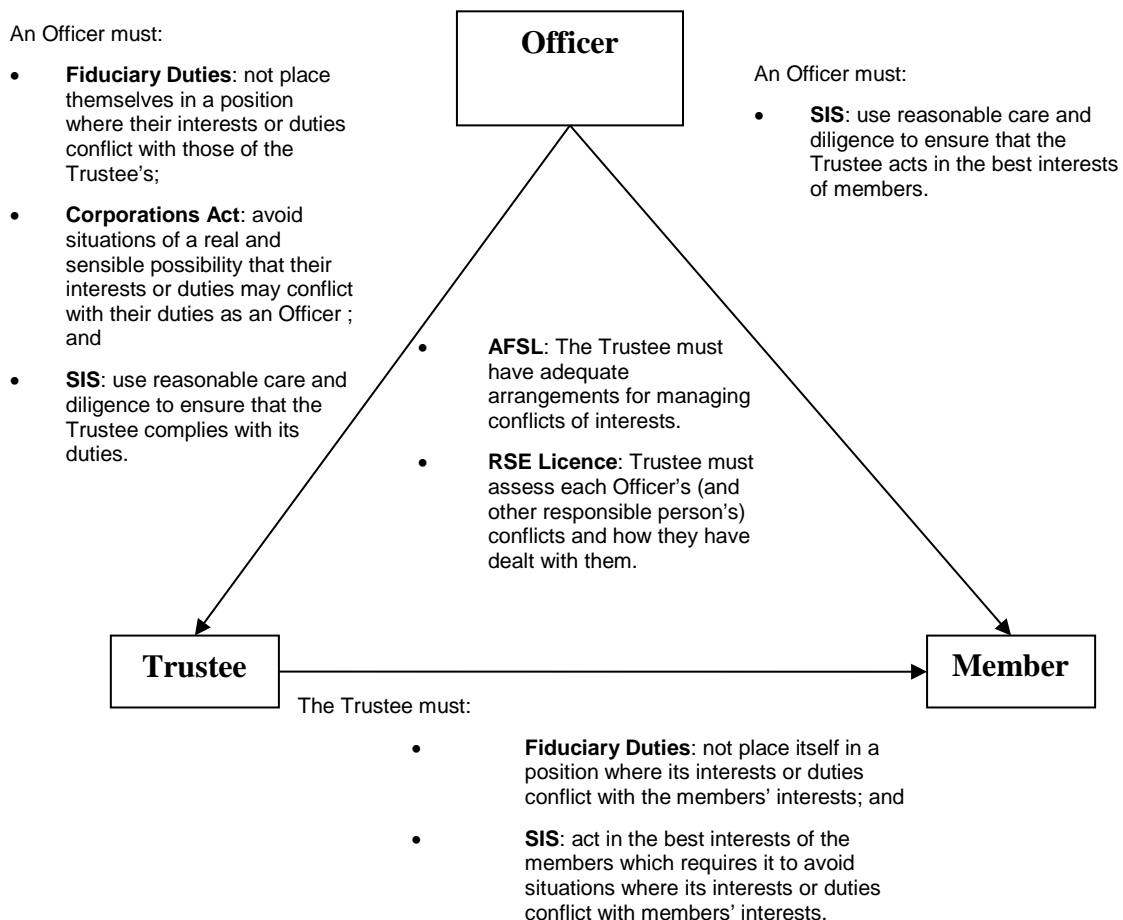 An Officer must:
• Fiduciary Duties: not place
themselves in a position
where their interests or duties
conflict with those of the
Trustee's;
• Corporations Act: avoid
situations of a real and
sensible possibility that their
interests or duties may conflict
with their duties as an Officer ;
and
• SIS: use reasonable care and
diligence to ensure that the
Trustee complies with its
duties.
Officer
An Officer must:
• SIS: use reasonable care and
diligence to ensure that the
Trustee acts in the best interests
of members.
• AFSL: The Trustee must
have adequate
arrangements for managing
conflicts of interests.
• RSE Licence: Trustee must
assess each Officer's (and
other responsible person's)
conflicts and how they have
dealt with them.
Trustee
Member
The Trustee must:
• Fiduciary Duties: not place itself in a
position where its interests or duties
conflict with the members' interests; and
• SIS: act in the best interests of the
members which requires it to avoid
situations where its interests or duties
conflict with members' interests.